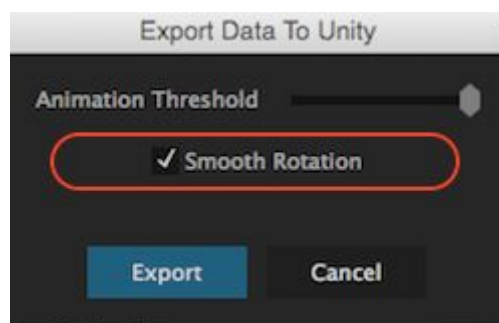 Export Data To Unity
Animation Threshold
Smooth Rotation
Export Cancel